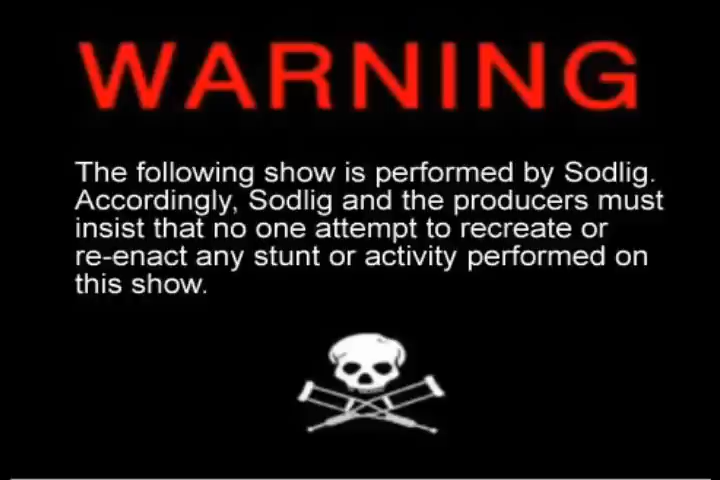 WARNING
The following show is performed by Sodlig.
Accordingly, Sodlig and the producers must
insist that no one attempt to recreate or
re-enact any stunt or activity performed on
this show.